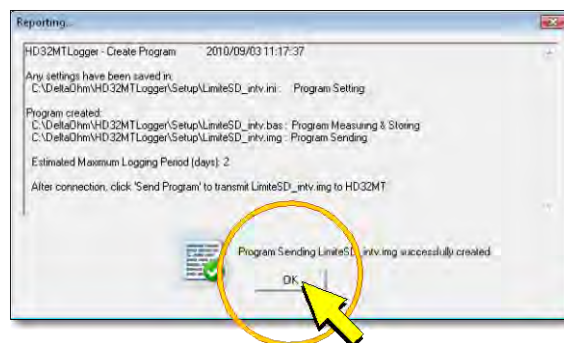 Reporting...
HD32MTLogger - Create Program 2010/09/03 11:17:37
Any settings have been saved in:
C:\DeltaOhm\HD32MTLogger\Setup\LimiteSD_intv.ini : Program Setting
Program created:
C:\DeltaOhm\HD32MTLogger\Setup\LimiteSD_intv.bas : Program Measuring & Storing
C:\DeltaOhm\HD32MTLogger\Setup\LimiteSD_intv.img : Program Sending
Estimated Maximum Logging Period (days): 2
After connection, click 'Send Program' to transmit LimiteSD_intv.img to HD32MT
Program Sending LimiteSD_intv.img successfully created
OK